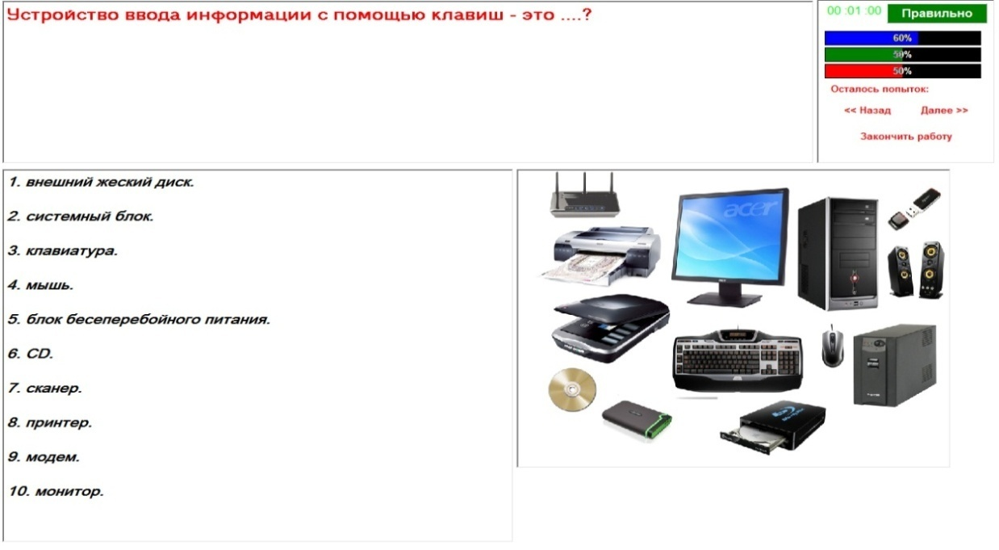 Устройство ввода информации с помощью клавиш - это ....?
00 :01 :00
Правильно
60%
50%
50%
Осталось попыток:
<< Назад Далее >>
Закончить работу
1. внешний жеский диск.
2. системный блок.
3. клавиатура.
4. мышь.
5. блок бесеперебойного питания.
6. CD.
7. сканер.
8. принтер.
9. модем.
10. монитор.
acer